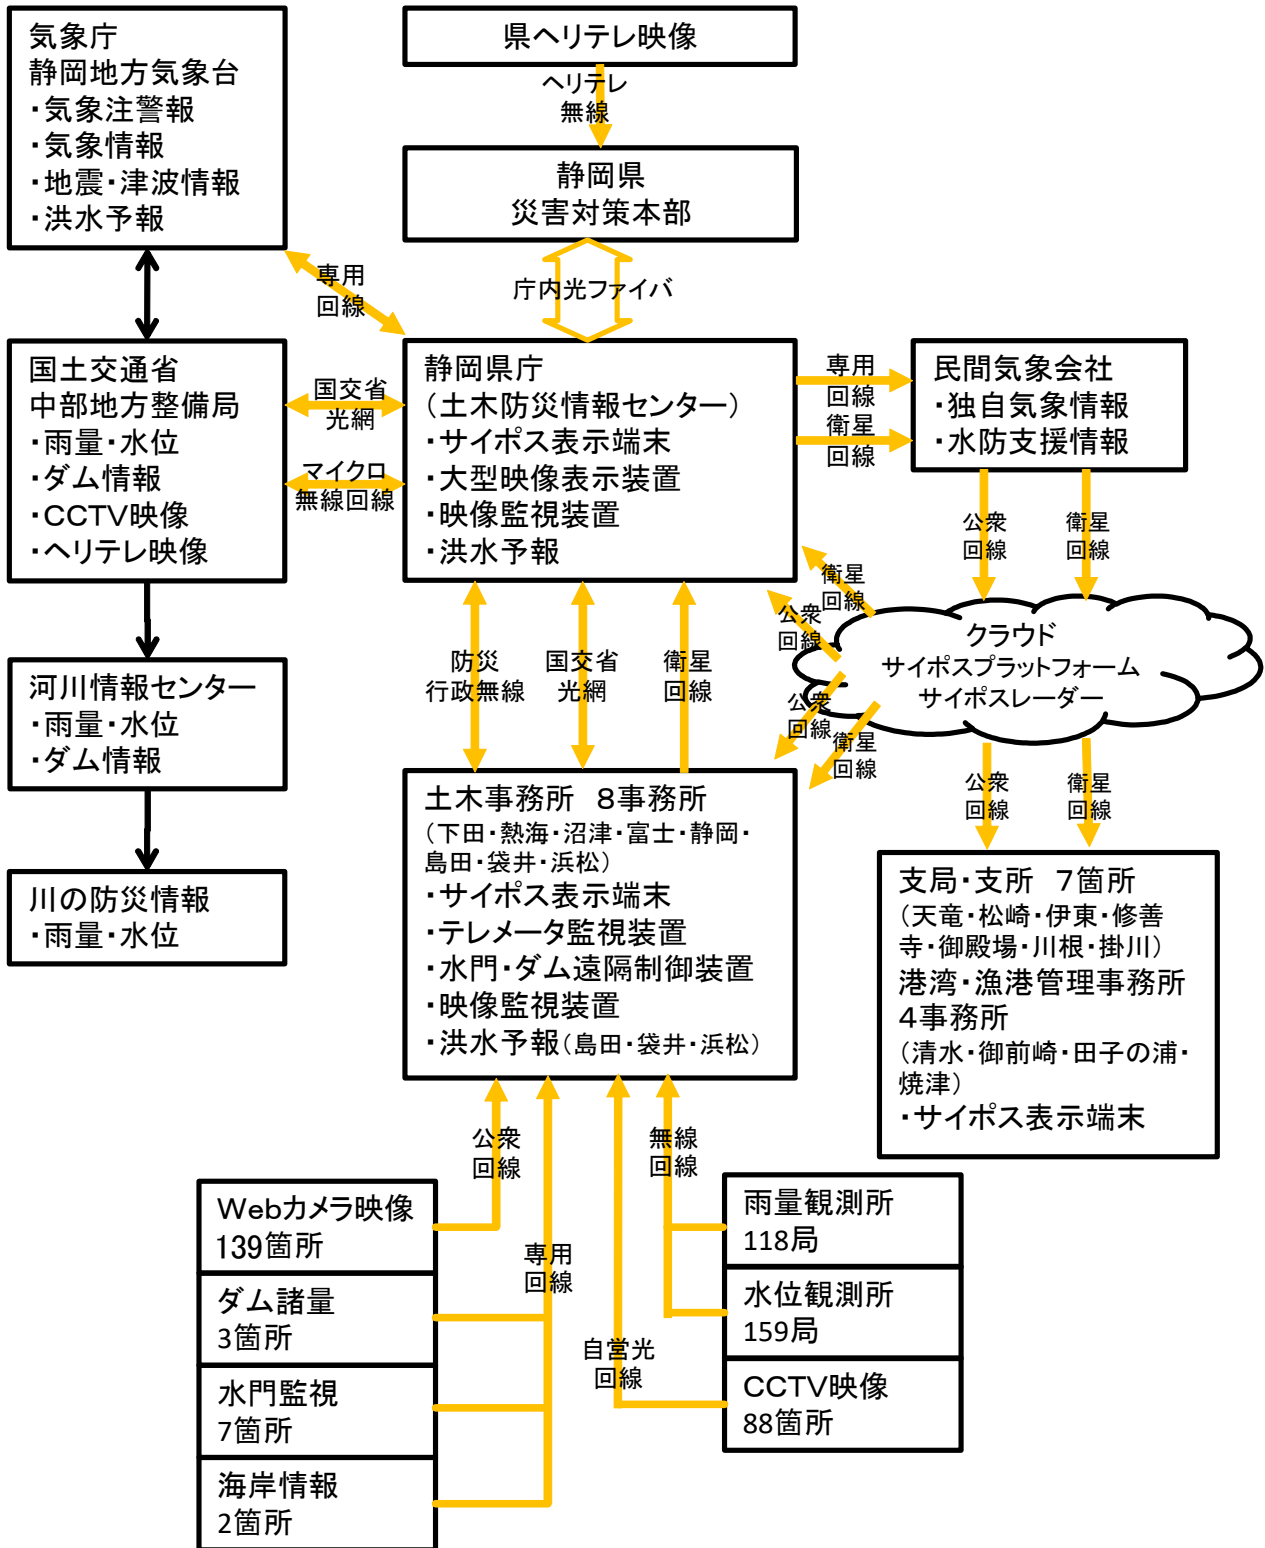 気象庁
静岡地方気象台
・気象注警報
・気象情報
・地震・津波情報
・洪水予報
県ヘリテレ映像
ヘリテレ
無線
静岡県
災害対策本部
専用
回線
庁内光ファイバ
国土交通省
中部地方整備局
・雨量・水位
・ダム情報
・CCTV映像
・ヘリテレ映像
国交省
光網
マイクロ
無線回線
静岡県庁
（土木防災情報センター）
・サイポス表示端末
・大型映像表示装置
・映像監視装置
・洪水予報
専用
回線
衛星
回線
民間気象会社
・独自気象情報
・水防支援情報
公衆
回線
衛星
回線
衛星
回線
公衆
回線
クラウド
サイポスプラットフォーム
サイポスレーダー
公衆
回線
衛星
回線
防災
行政無線
国交省
光網
衛星
回線
河川情報センター
・雨量・水位
・ダム情報
川の防災情報
・雨量・水位
土木事務所 8事務所
（下田・熱海・沼津・富士・静岡・
島田・袋井・浜松）
・サイポス表示端末
・テレメータ監視装置
・水門・ダム遠隔制御装置
・映像監視装置
・洪水予報（島田・袋井・浜松）
公衆
回線
衛星
回線
支局・支所 7箇所
（天竜・松崎・伊東・修善
寺・御殿場・川根・掛川）
港湾・漁港管理事務所
4事務所
（清水・御前崎・田子の浦・
焼津）
・サイポス表示端末
公衆
回線
無線
回線
専用
回線
自営光
回線
Webカメラ映像
139箇所
ダム諸量
3箇所
水門監視
7箇所
海岸情報
2箇所
雨量観測所
118局
水位観測所
159局
CCTV映像
88箇所